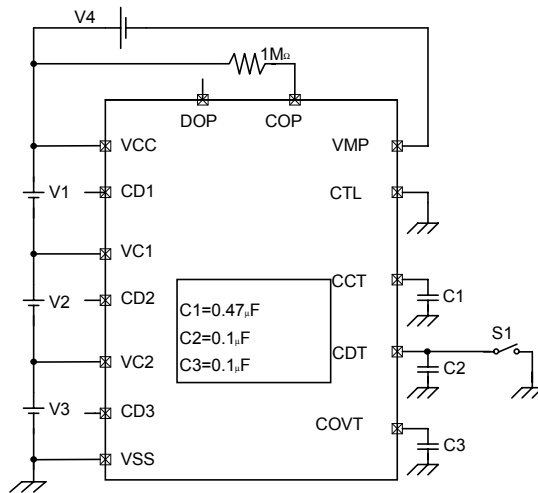 V4
1MΩ
DOP
COP
VCC
VMP
V1
CD1
CTL
VC1
CCT
C1
V2
CD2
C1=0.47μF
C2=0.1μF
C3=0.1μF
S1
CDT
C2
VC2
V3
CD3
COVT
C3
VSS